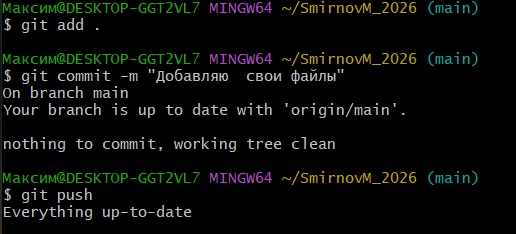 Максим@DESKTOP-GGT2VL7 MINGW64 ~/SmirnovM_2026 (main)
$ git add .
Максим@DESKTOP-GGT2VL7 MINGW64 ~/SmirnovM_2026 (main)
$ git commit -m "Добавляю  свои файлы"
On branch main
Your branch is up to date with 'origin/main'.
nothing to commit, working tree clean
Максим@DESKTOP-GGT2VL7 MINGW64 ~/SmirnovM_2026 (main)
$ git push
Everything up-to-date